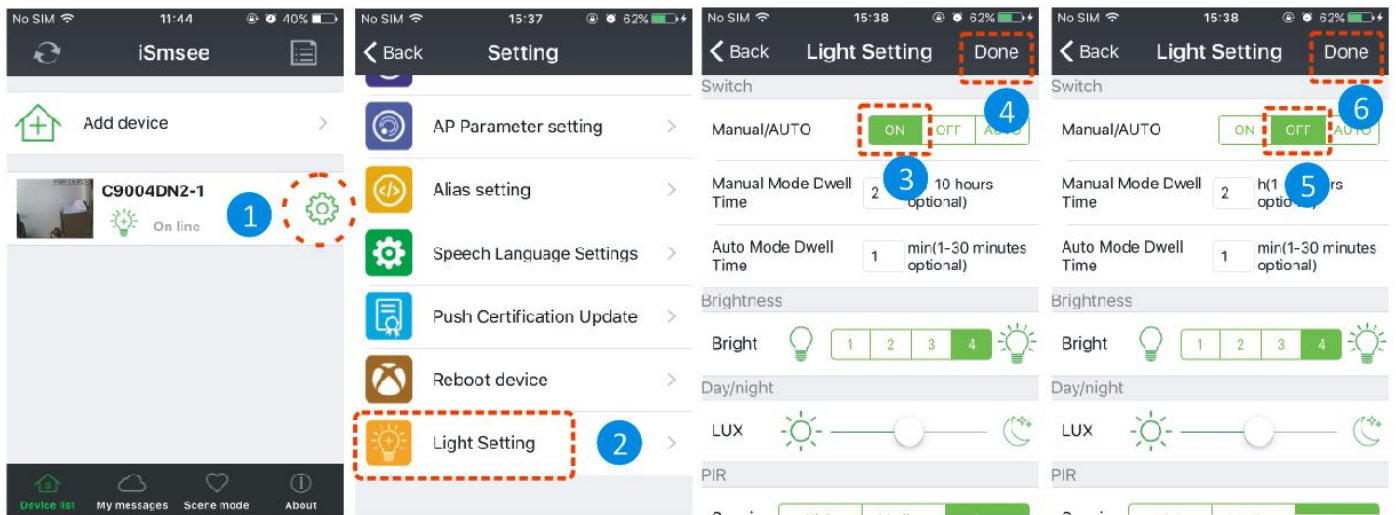 No SIM 11:44 40%
iSmsee
Add device
C9004DN2-1
On line
1
Device list My messages Scene mode About
No SIM 15:37 62%
Back Setting
AP Parameter setting
Alias setting
Speech Language Settings
Push Certification Update
Reboot device
Light Setting
2
No SIM 15:38 62%
Back Light Setting Done
Switch
4
Manual/AUTO ON OFF AUTO
3
Manual Mode Dwell 2 10 hours
Time optional)
Auto Mode Dwell 1 min(1-30 minutes
Time optional)
Brightness
Bright 1 2 3 4
Day/night
LUX
PIR
No SIM 15:38 62%
Back Light Setting Done
Switch
6
Manual/AUTO ON OFF AUTO
5
Manual Mode Dwell 2 h(1
Time
Auto Mode Dwell 1 min(1-30 minutes
Time optional)
Brightness
Bright 1 2 3 4
Day/night
LUX
PIR